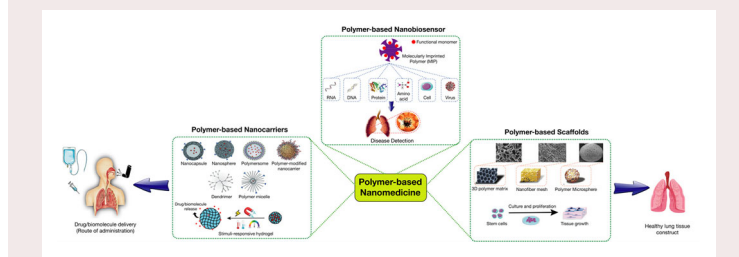 Polymer-based Nanobiosensor
Functional monomer
Molecularly Imprinted
Polymer (MIP)
RNA
DNA
Protein
Amino
acid
Cell
Virus
Disease Detection
Polymer-based Nanocarriers
Nanocapsule
Nanosphere
Polymersome
Polymer-modified
nanocarrier
Dendrimer
Polymer micelle
Drug/biomolecule
release
Stimuli-responsive hydrogel
Drug/biomolecule delivery
(Route of administration)
Polymer-based
Nanomedicine
Polymer-based Scaffolds
3D polymer matrix
Nanofiber mesh
Polymer Microsphere
Culture and proliferation
Stem cells
Tissue growth
Healthy lung tissue
construct